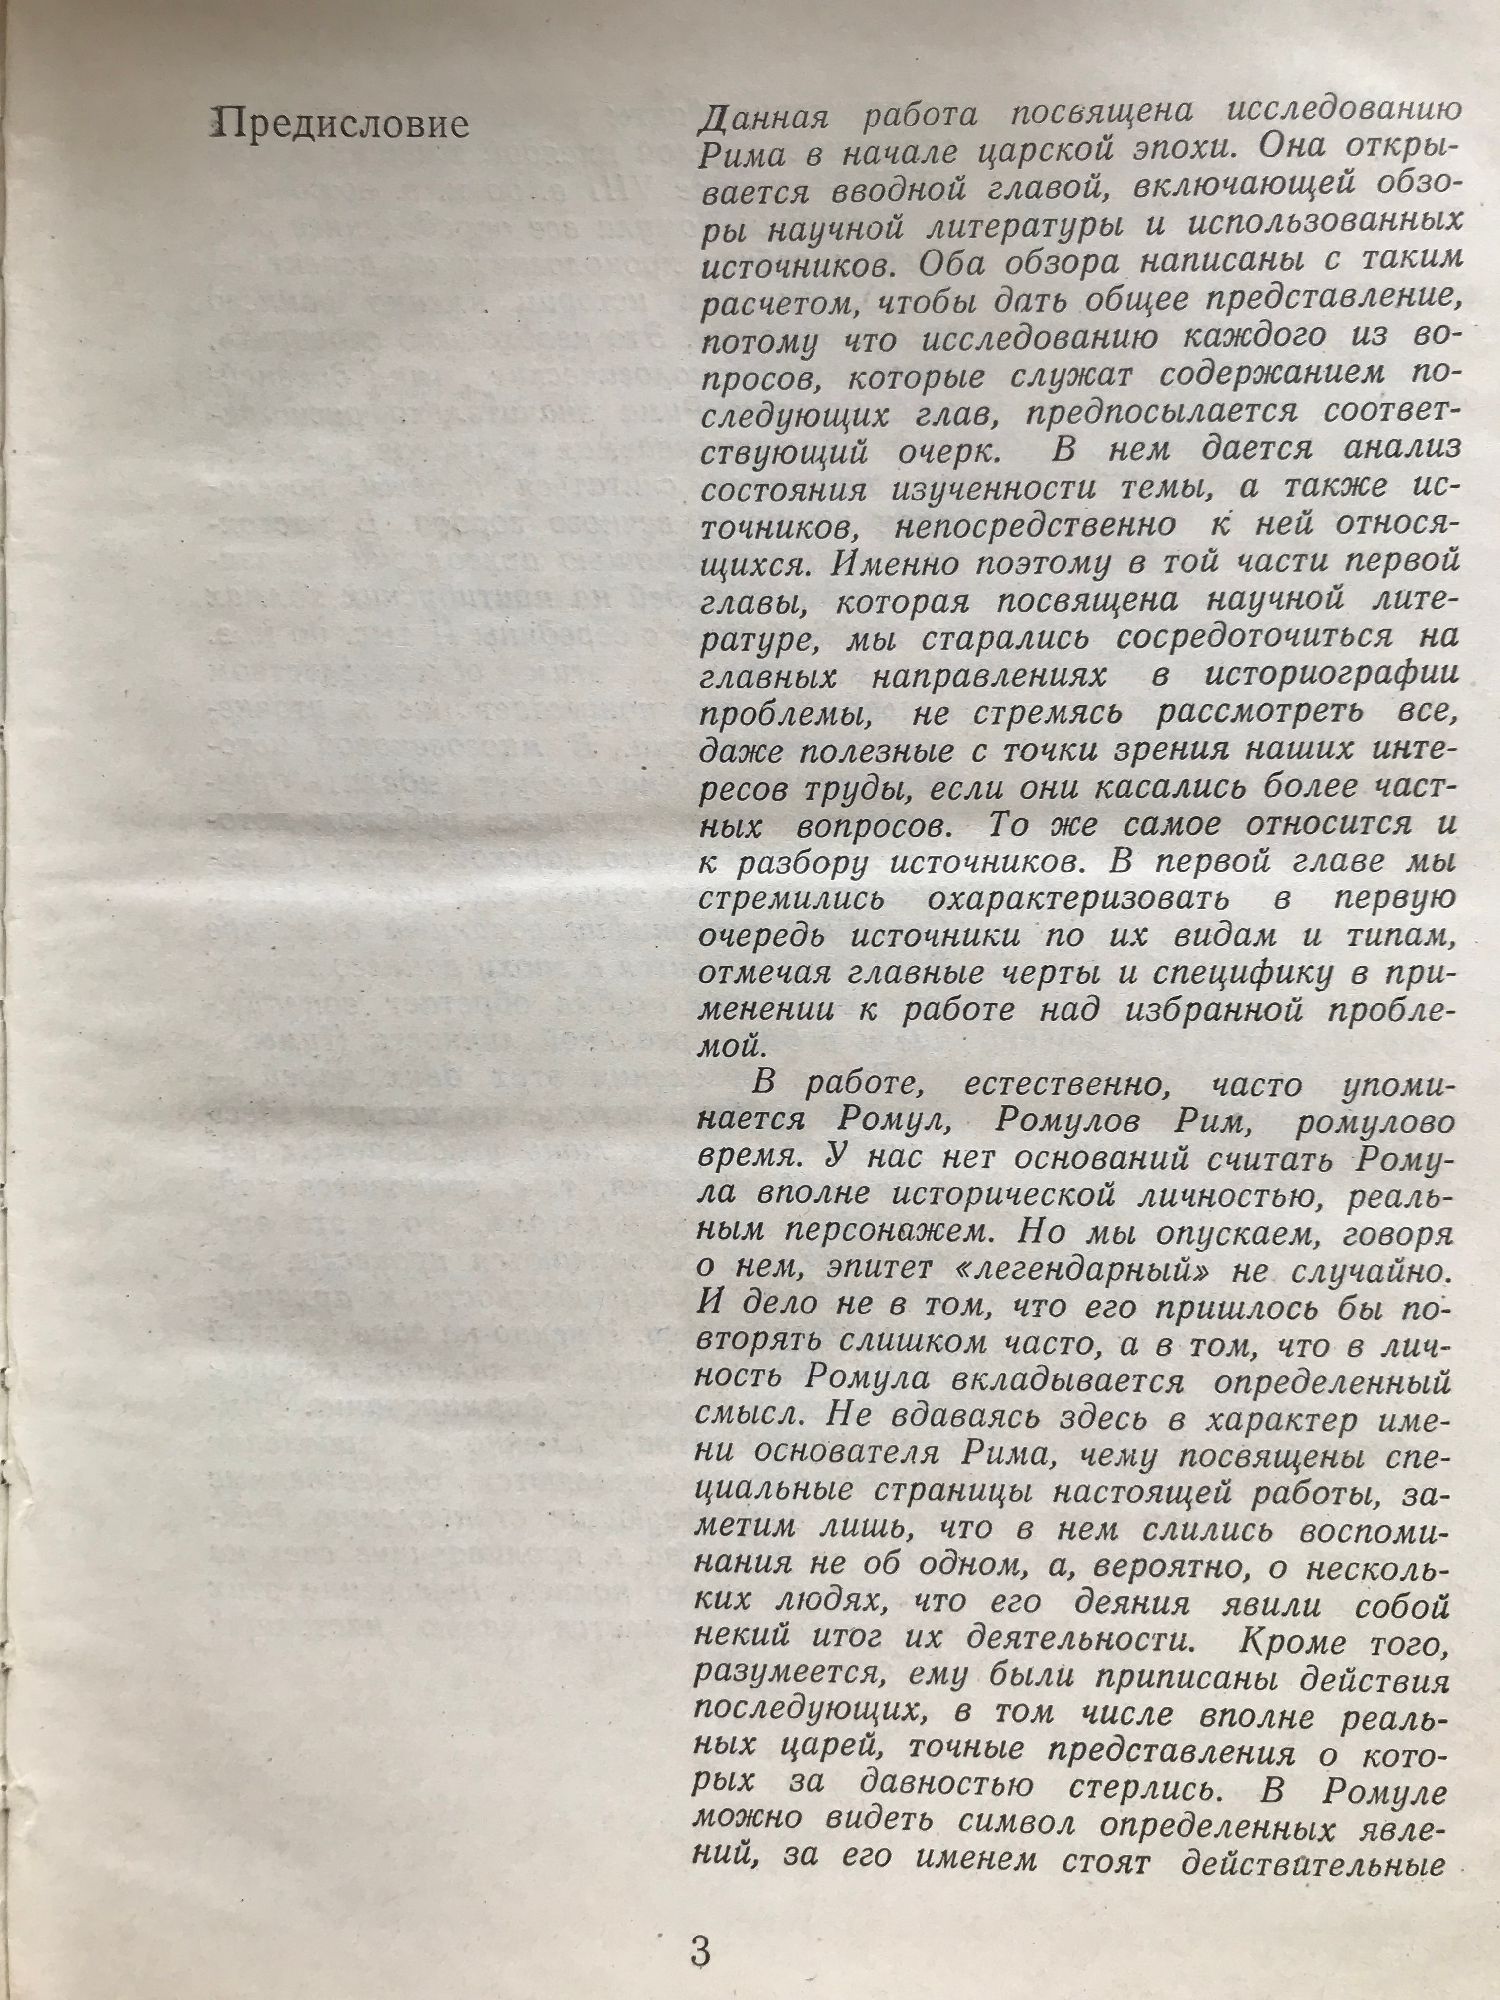 Предисловие
Данная работа посвящена исследованию
Рима в начале царской эпохи. Она откры-
вается вводной главой, включающей обзо-
ры научной литературы и использованных
источников. Оба обзора написаны с таким
расчетом, чтобы дать общее представление,
потому что исследованию каждого из во-
просов, которые служат содержанием по-
следующих глав, предпосылается соответ-
ствующий очерк. В нем дается анализ
состояния изученности темы, а также ис-
точников, непосредственно к ней относя-
щихся. Именно поэтому в той части первой
главы, которая посвящена научной лите-
ратуре, мы старались сосредоточиться на
главных направлениях в историографии
проблемы, не стремясь рассмотреть все,
даже полезные с точки зрения наших инте-
ресов труды, если они касались более част-
ных вопросов. То же самое относится и
к разбору источников. В первой главе мы
стремились охарактеризовать в первую
очередь источники по их видам и типам,
отмечая главные черты и специфику в при-
менении к работе над избранной пробле-
мой.
В работе, естественно, часто упоми-
нается Ромул, Ромулов Рим, ромулово
время. У нас нет оснований считать Рому-
ла вполне исторической личностью, реаль-
ным персонажем. Но мы опускаем, говоря
о нем, эпитет «легендарный» не случайно.
И дело не в том, что его пришлось бы по-
вторять слишком часто, а в том, что в лич-
ность Ромула вкладывается определенный
смысл. Не вдаваясь здесь в характер име-
ни основателя Рима, чему посвящены спе-
циальные страницы настоящей работы, за-
метим лишь, что в нем слились воспоми-
нания не об одном, а, вероятно, о несколь-
ких людях, что его деяния явили собой
некий итог их деятельности. Кроме того,
разумеется, ему были приписаны действия
последующих, в том числе вполне реаль-
ных царей, точные представления о кото-
рых за давностью стерлись. В Ромуле
можно видеть символ определенных явле-
ний, за его именем стоят действительные
3